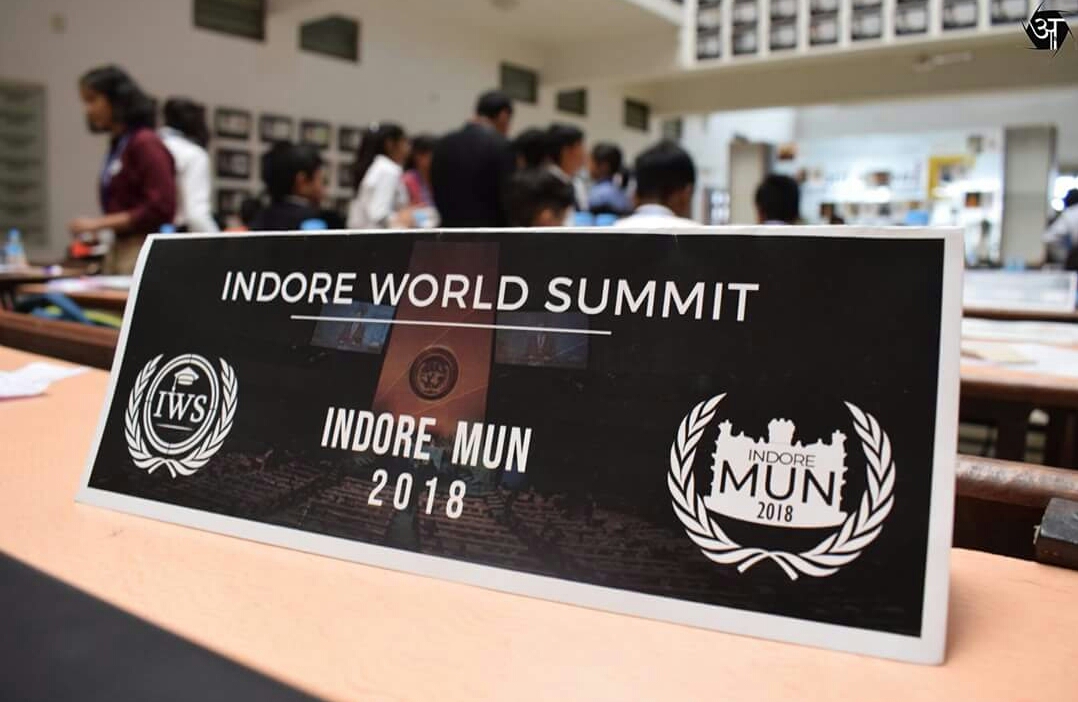 अ
INDORE WORLD SUMMIT
IWS
INDORE MUN
2018
INDORE
MUN
2018